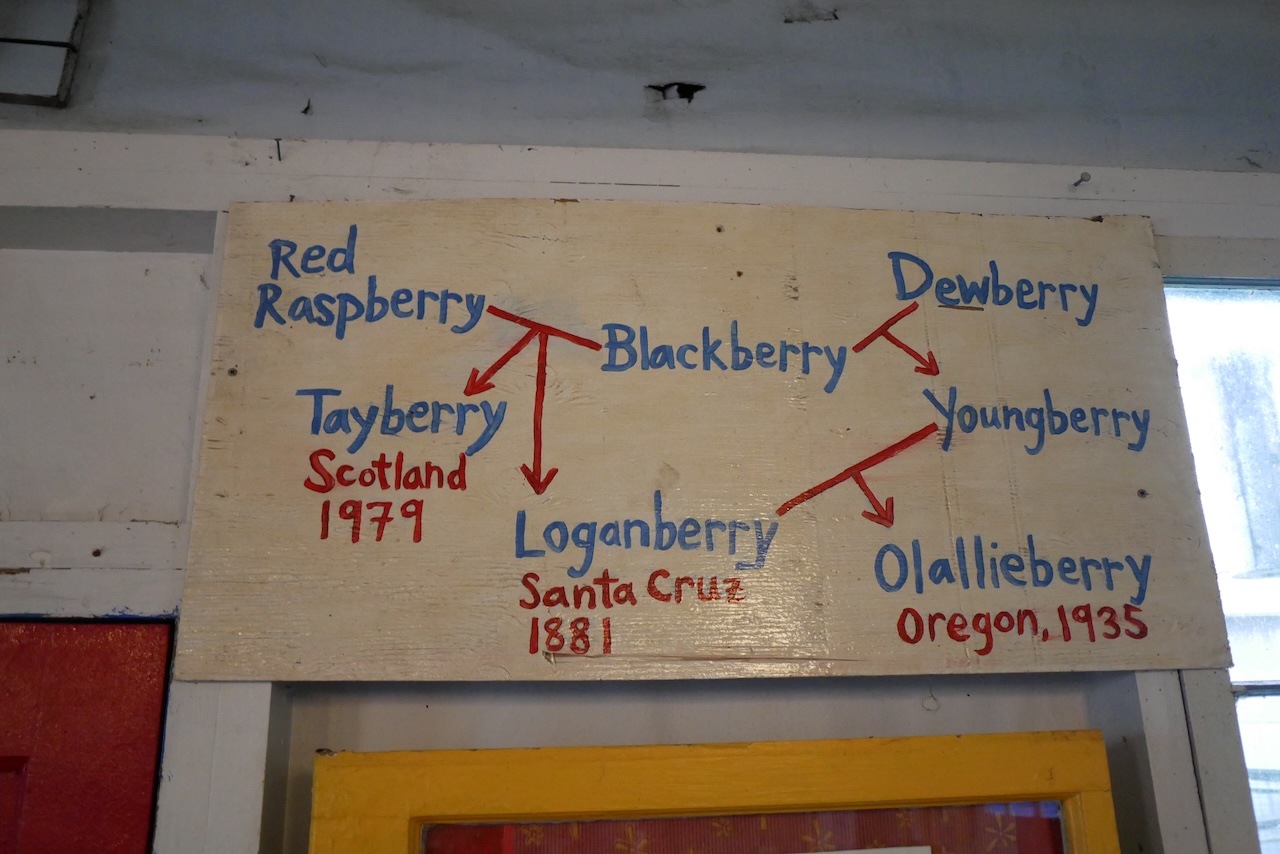 Red
Raspberry
Dewberry
Blackberry
Tayberry
Scotland
1979
Youngberry
Loganberry
Santa Cruz
1881
Olallieberry
Oregon, 1935